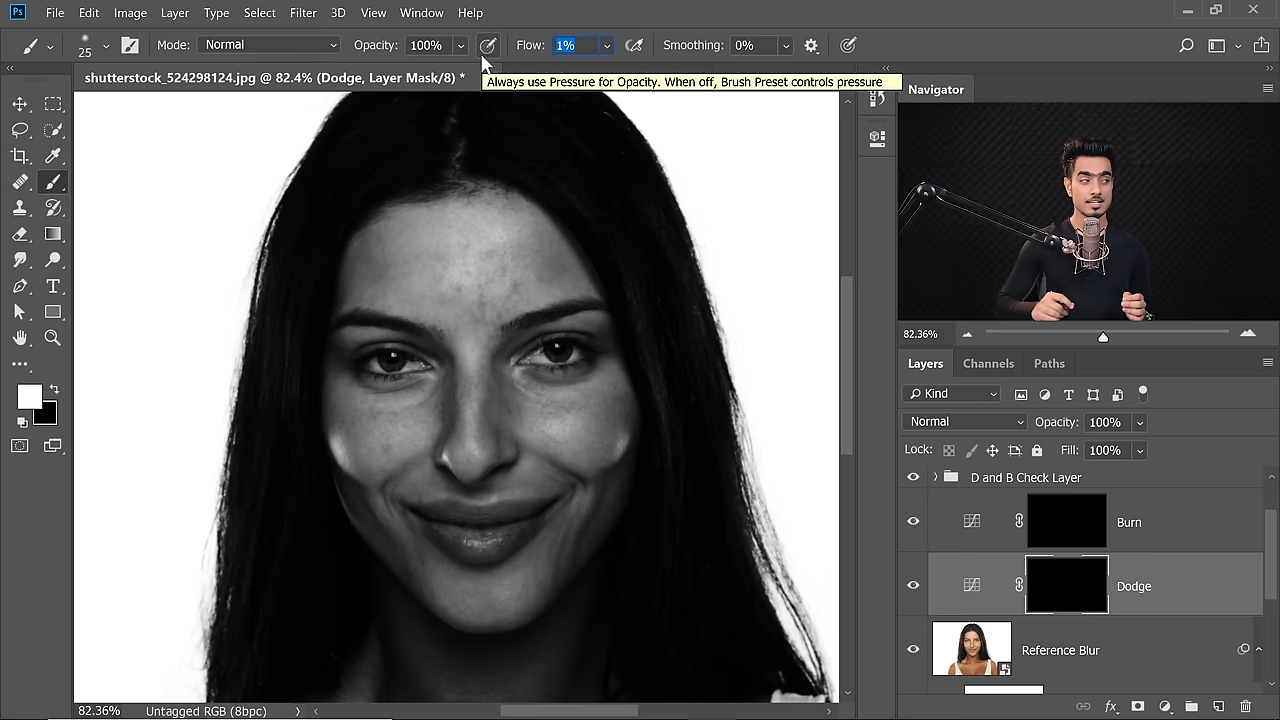 Ps File Edit Image Layer Type Select Filter 3D View Window Help
25 Mode: Normal Opacity: 100% Flow: 1% Smoothing: 0%
shutterstock_524298124.jpg @ 82.4% (Dodge, Layer Mask/8) *
Always use Pressure for Opacity. When off, Brush Preset controls pressure
Navigator
82.36%
Layers Channels Paths
Kind
Normal Opacity: 100%
Lock: Fill: 100%
D and B Check Layer
Burn
Dodge
Reference Blur
82.36% Untagged RGB (8bpc)